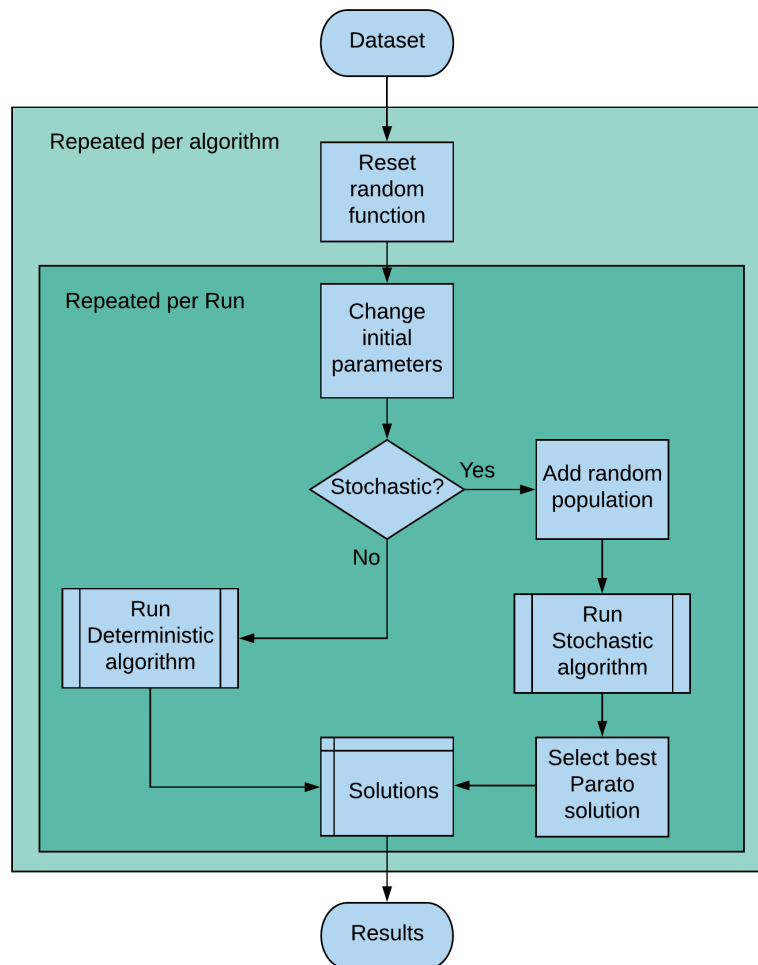 Dataset
Repeated per algorithm
Reset
random
function
Repeated per Run
Change
initial
parameters
Stochastic?
Yes
Add random
population
No
Run
Deterministic
algorithm
Run
Stochastic
algorithm
Solutions
Select best
Parato
solution
Results